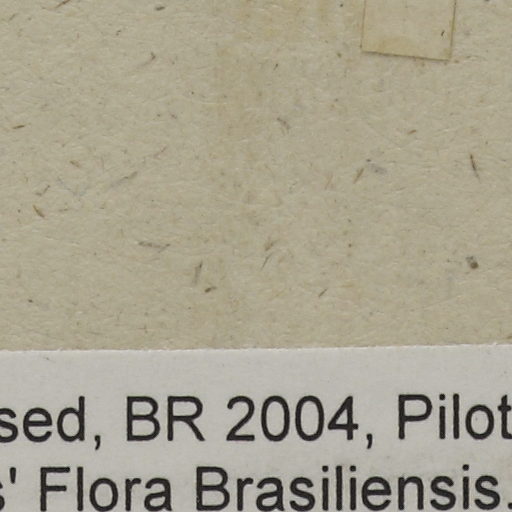 sed, BR 2004, Pilot
' Flora Brasiliensis.